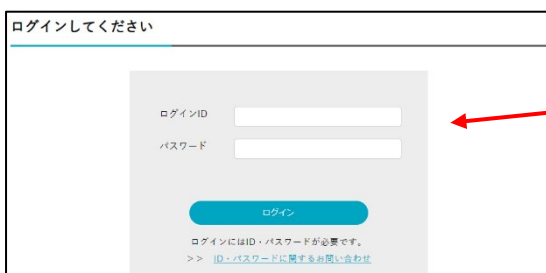 ログインしてください
ログインID
パスワード
ログイン
ログインにはID・パスワードが必要です。
>> ID・パスワードに関するお問い合わせ